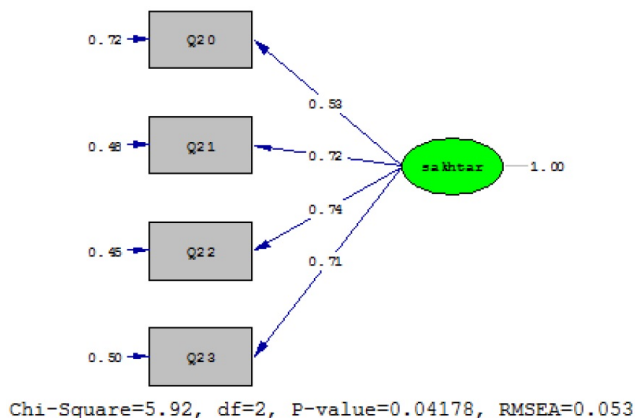 0.72 Q20
0.53
0.48 Q21
0.72
sakhtar 1.00
0.74
0.45 Q22
0.71
0.50 Q23
Chi-Square=5.92, df=2, P-value=0.04178, RMSEA=0.053